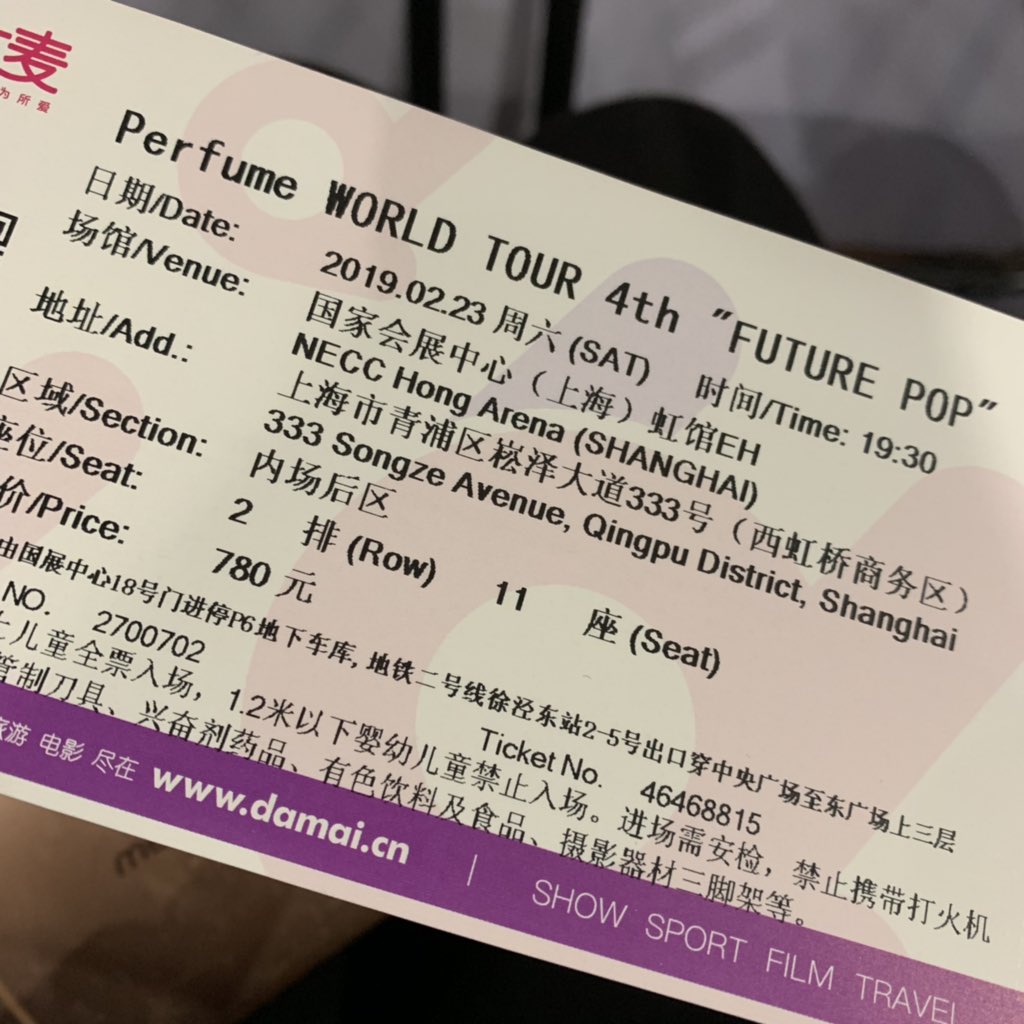 麦
为所爱
Perfume WORLD TOUR 4th "FUTURE POP"
日期/Date: 2019.02.23 周六 (SAT) 时间/Time: 19:30
场馆/Venue: 国家会展中心（上海）虹馆EH
NECC Hong Arena (SHANGHAI)
地址/Add.: 上海市青浦区崧泽大道333号（西虹桥商务区）
333 Songze Avenue, Qingpu District, Shanghai
区域/Section: 内场后区
座位/Seat: 2 排 (Row) 11 座 (Seat)
价/Price: 780 元
由国展中心18号门进停P6地下车库, 地铁二号线徐泾东站2-5号出口穿中央广场至东广场上三层
NO. 2700702 Ticket No. 46468815
儿童全票入场，1.2米以下婴幼儿童禁止入场。进场需安检，禁止携带打火机
管制刀具、兴奋剂药品、有色饮料及食品、摄影器材三脚架等。
旅游 电影 尽在 www.damai.cn | SHOW SPORT FILM TRAVEL